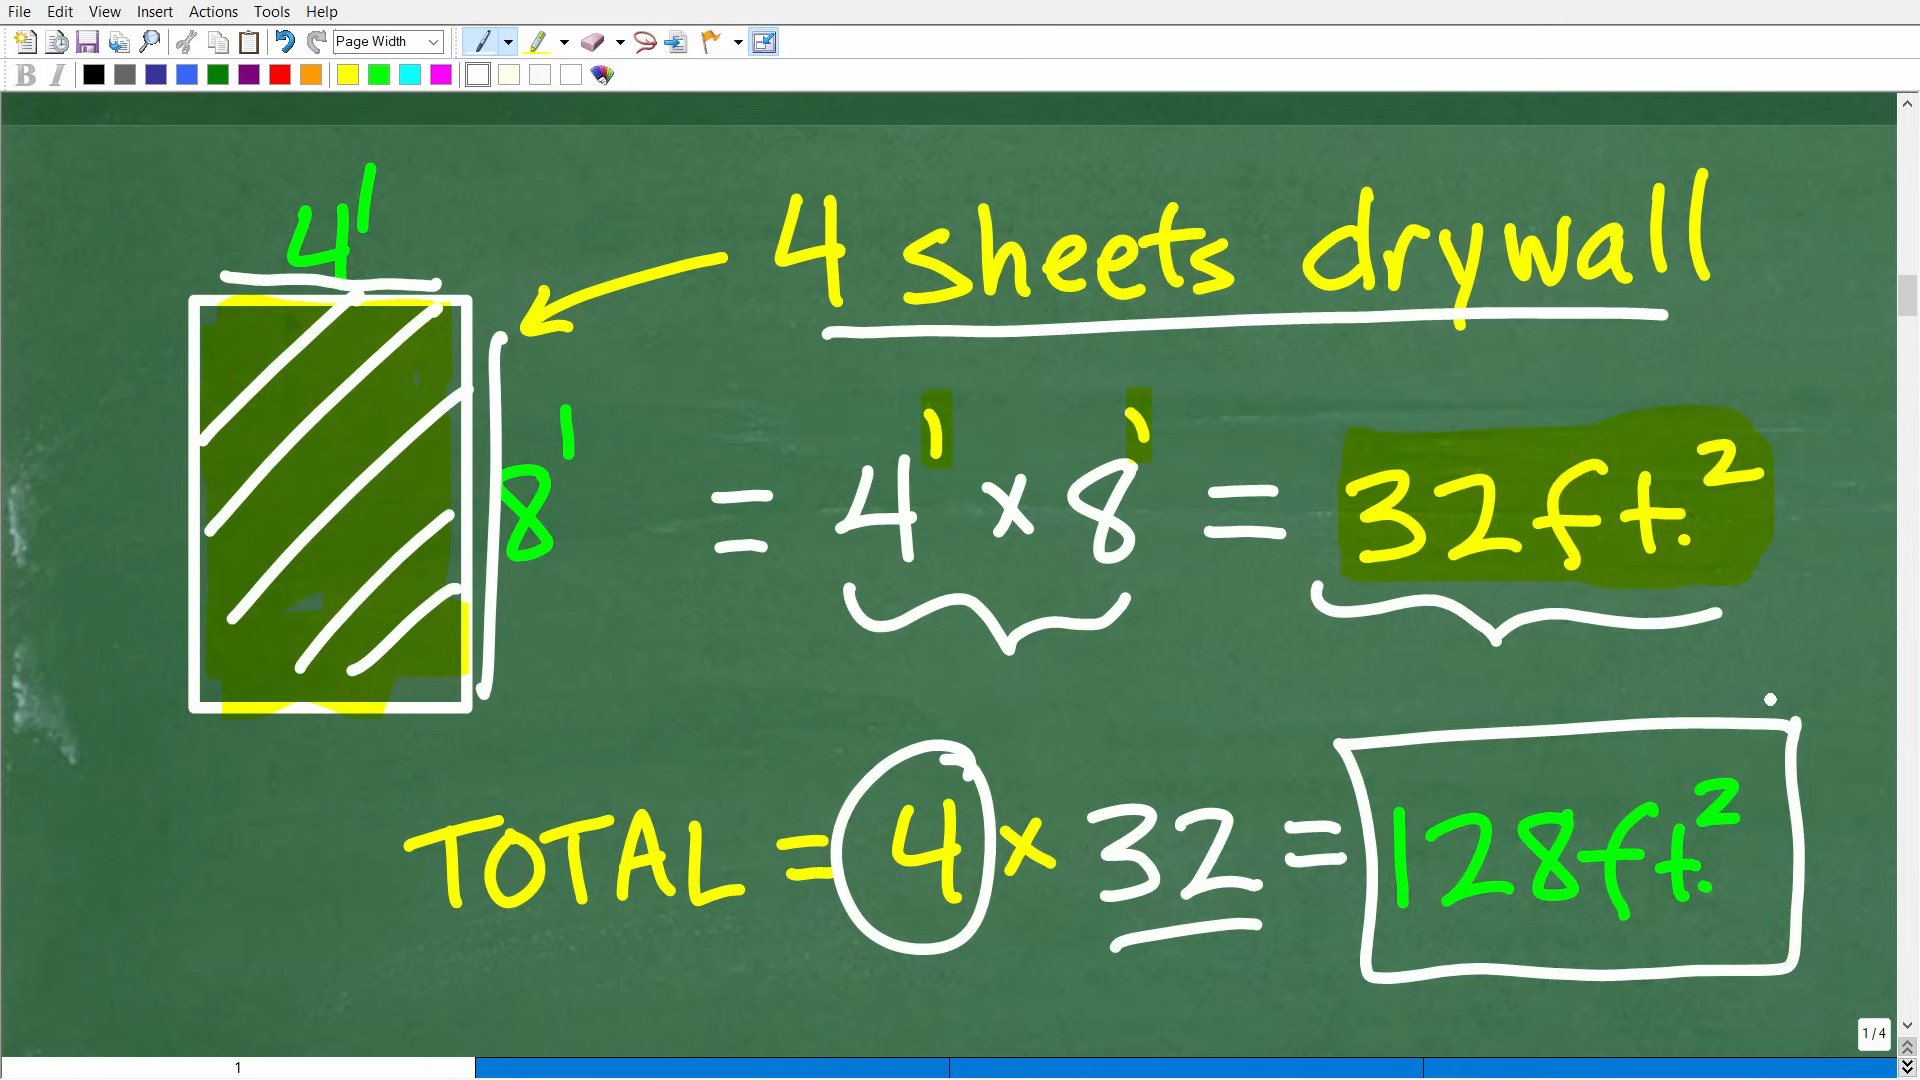 File Edit View Insert Actions Tools Help
Page Width
B I
4'
4 sheets drywall
8'
= 4' x 8' = 32ft.²
TOTAL = 4 x 32 = 128ft.²
1 / 4
1